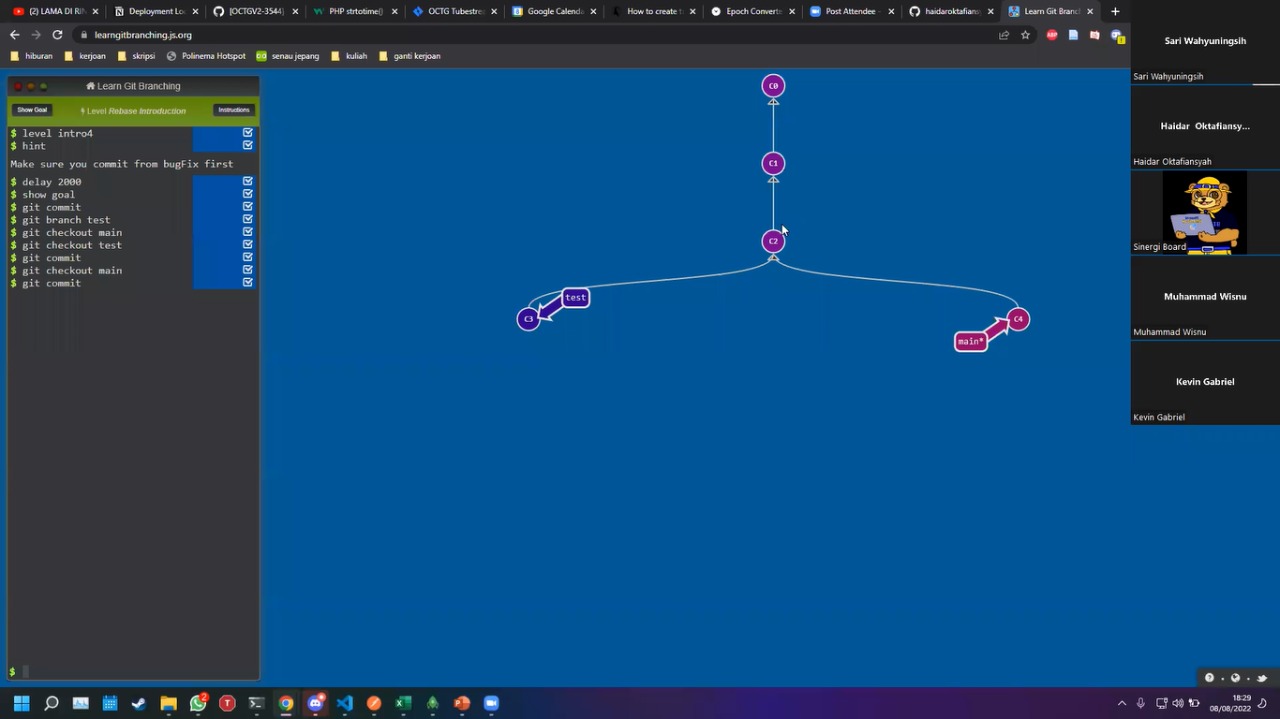 (2) LAMA DI RIN
Deployment Lo
[OCTGV2-3544]
PHP strtotime()
OCTG Tubestre
Google Calenda
How to create t
Epoch Converte
Post Attendee -
haidaroktafians
Learn Git Branc
learngitbranching.js.org
hiburan
kerjoan
skripsi
Polinema Hotspot
senau jepang
kuliah
ganti kerjoan
Learn Git Branching
Show Goal
Level Rebase Introduction
Instructions
$ level intro4
$ hint
Make sure you commit from bugFix first
$ delay 2000
$ show goal
$ git commit
$ git branch test
$ git checkout main
$ git checkout test
$ git commit
$ git checkout main
$ git commit
$
C0
C1
C2
test
C3
C4
main*
Sari Wahyuningsih
Sari Wahyuningsih
Haidar Oktafiansy...
Haidar Oktafiansyah
Sinergi Board
Muhammad Wisnu
Muhammad Wisnu
Kevin Gabriel
Kevin Gabriel
2
18:29
08/08/2022